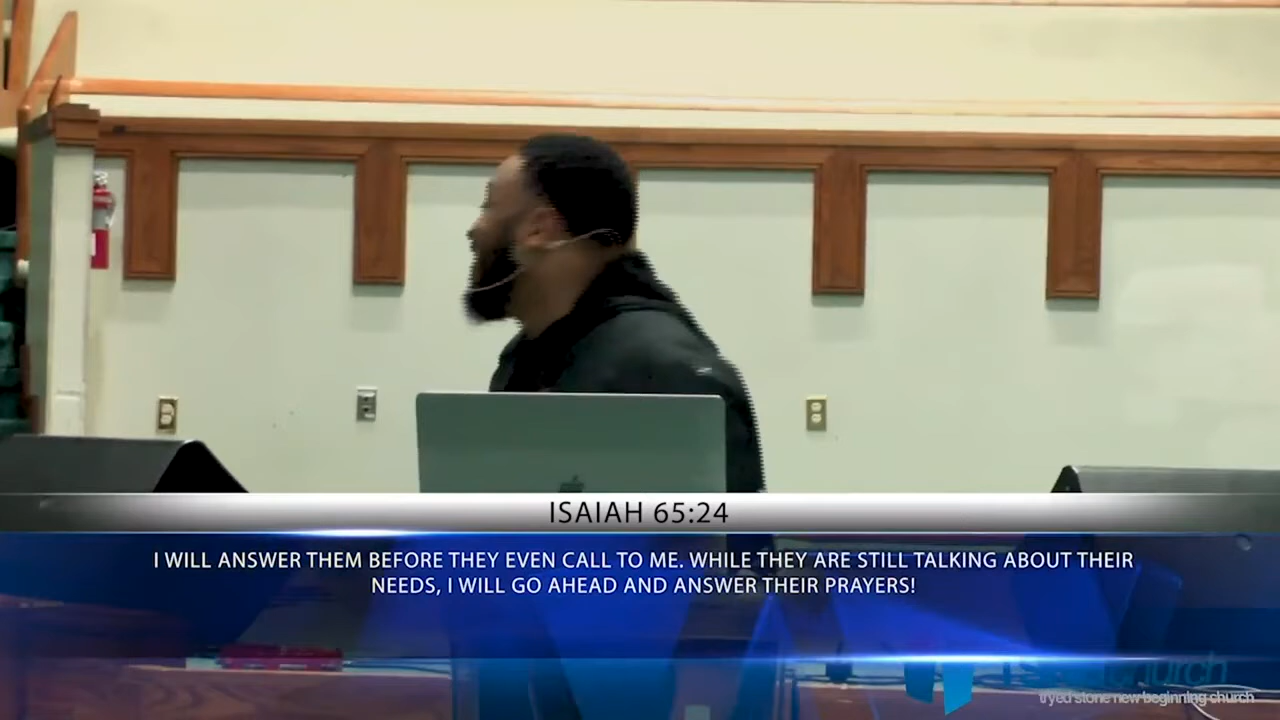 ISAIAH 65:24
I WILL ANSWER THEM BEFORE THEY EVEN CALL TO ME. WHILE THEY ARE STILL TALKING ABOUT THEIR
NEEDS, I WILL GO AHEAD AND ANSWER THEIR PRAYERS!
church
tryed stone new beginning church